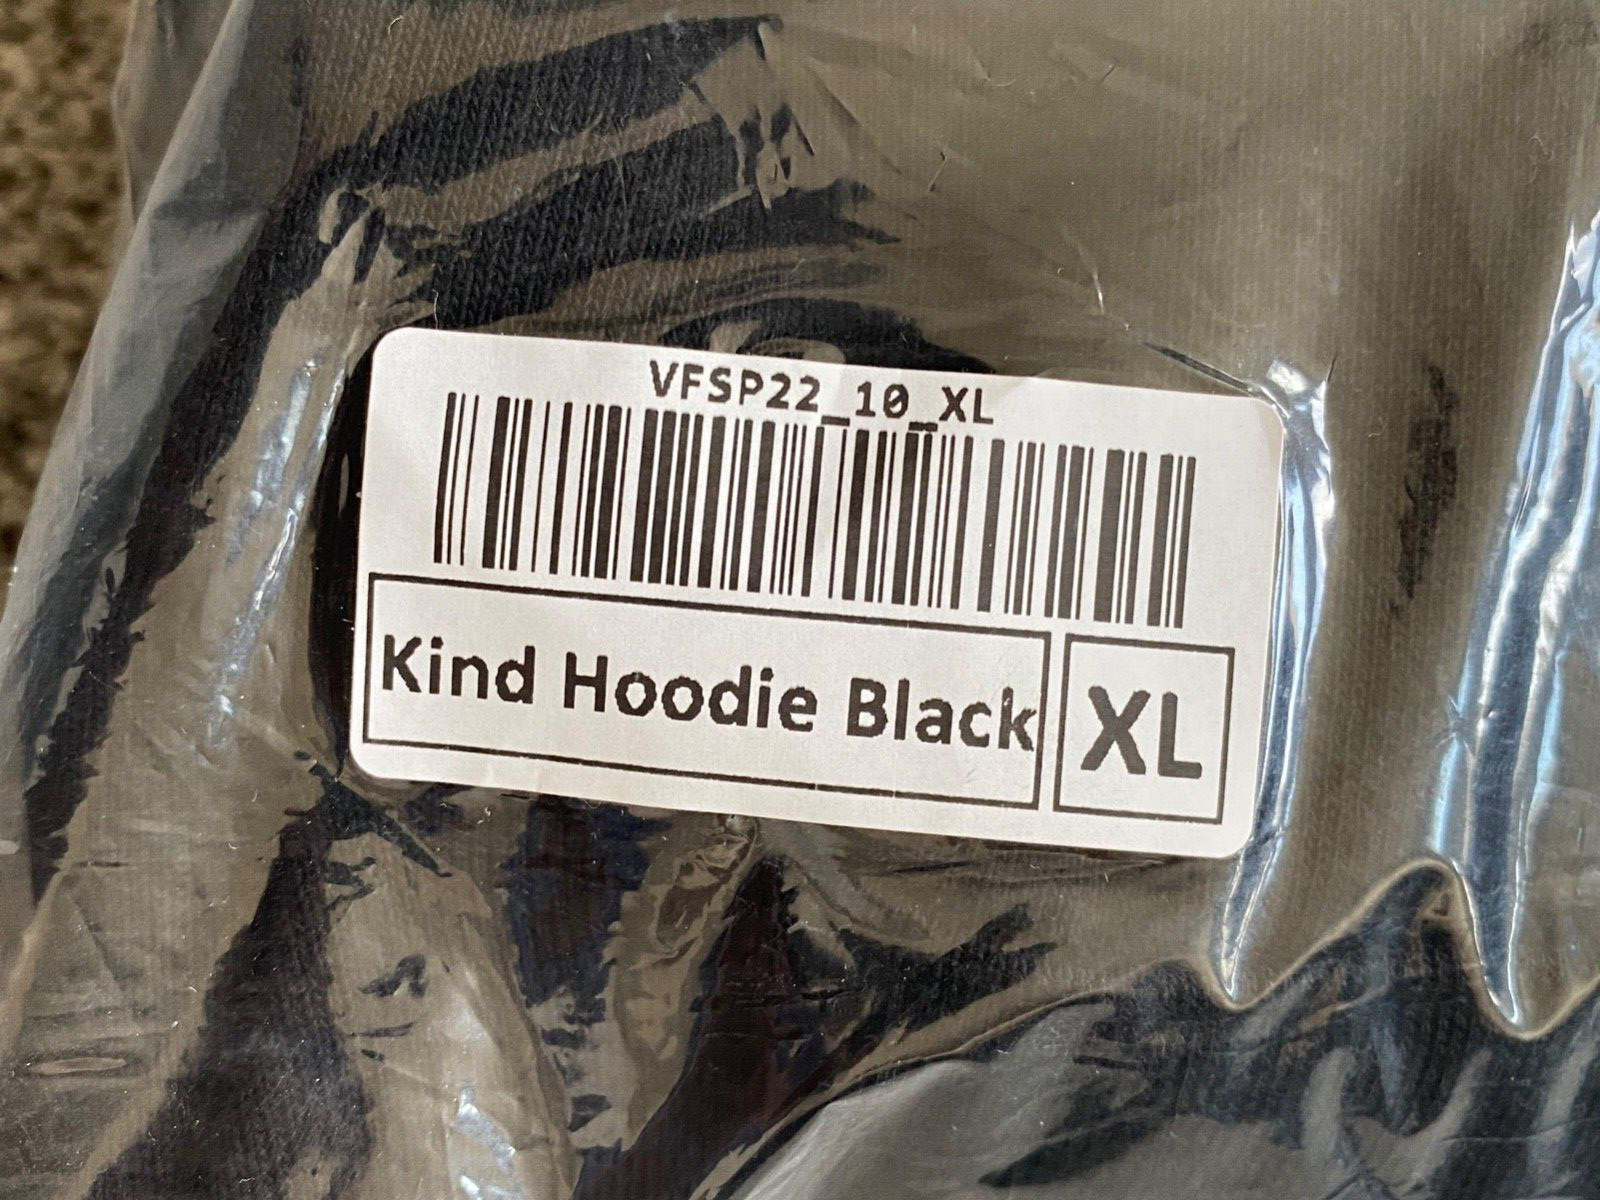 VFSP22_10_XL
Kind Hoodie Black
XL